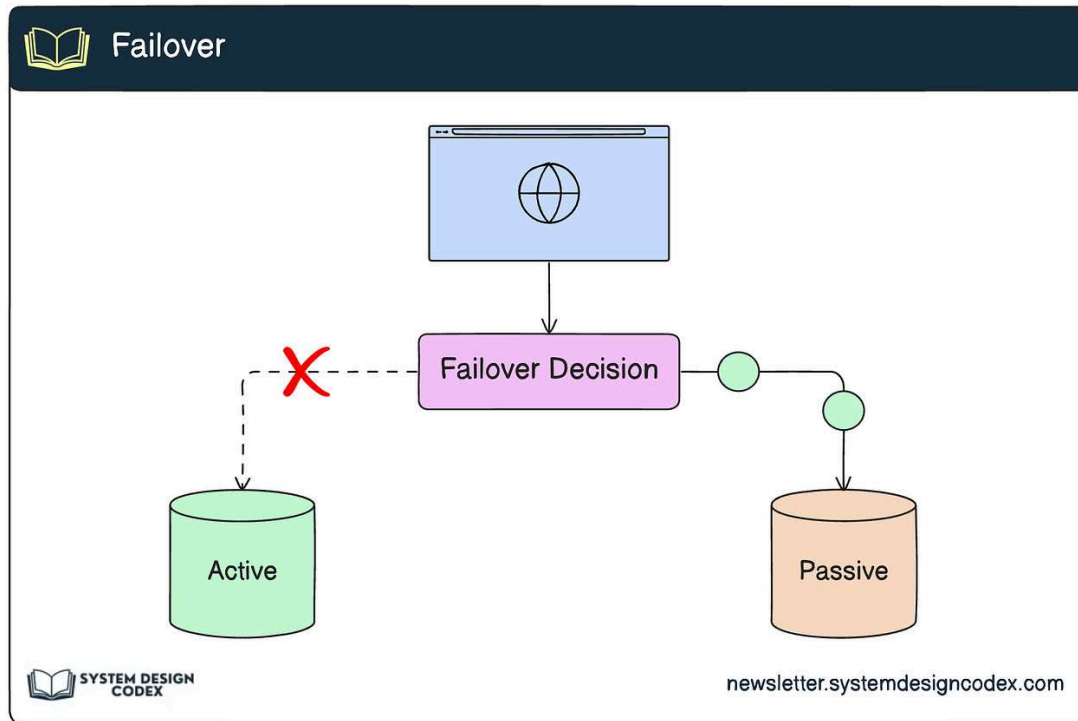 Failover
Failover Decision
Active
Passive
SYSTEM DESIGN
CODEX
newsletter.systemdesigncodex.com